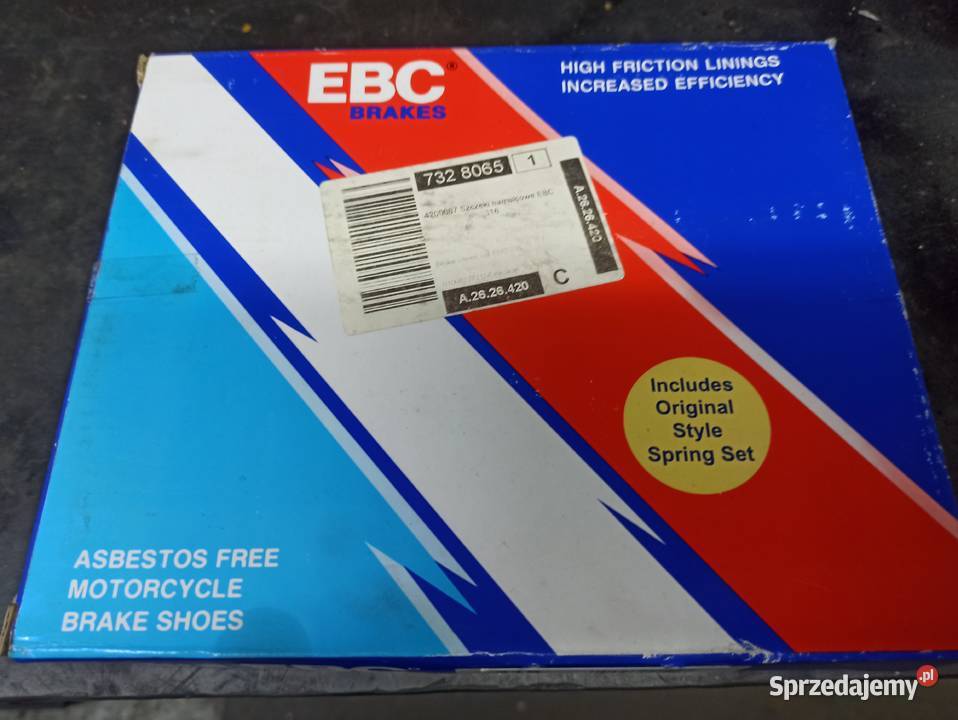 EBC®
BRAKES
HIGH FRICTION LININGS
INCREASED EFFICIENCY
732 8065
1
EBC
A.26.26.420
A.26.26.420
C
Includes
Original
Style
Spring Set
ASBESTOS FREE
MOTORCYCLE
BRAKE SHOES
Sprzedajemy.pl